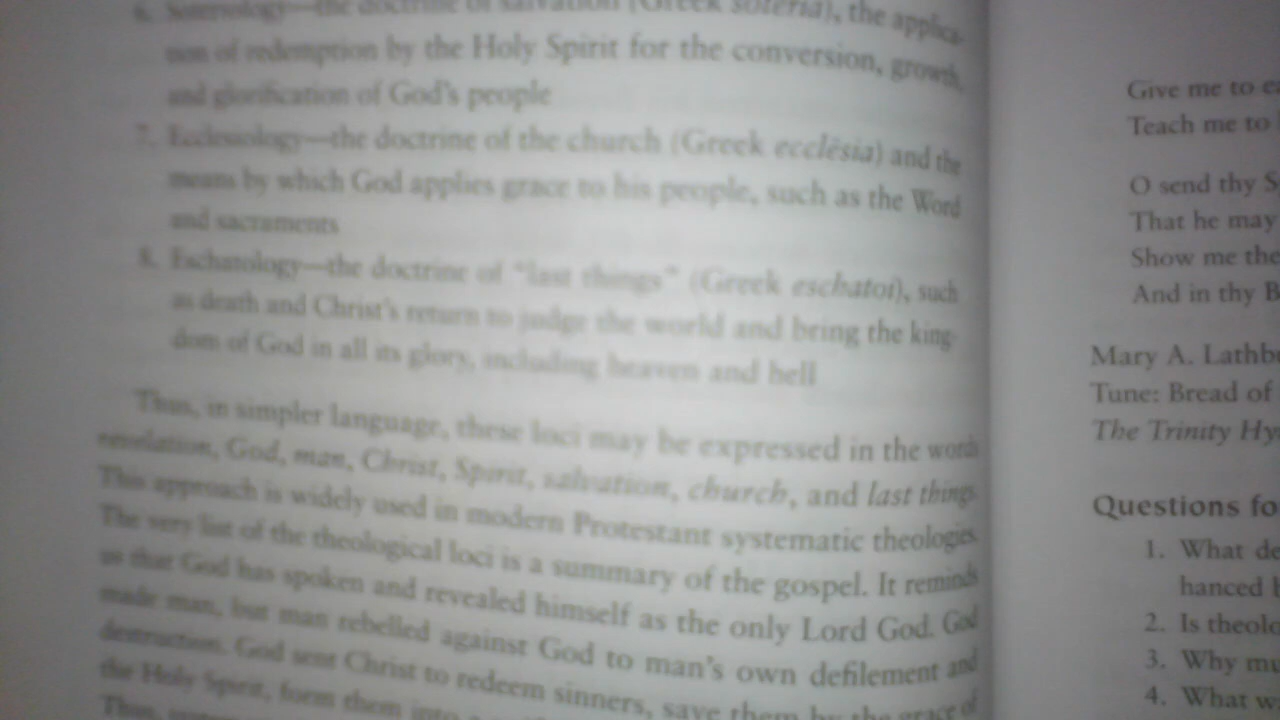 6. Soteriology—the doctrine of salvation (Greek soteria), the applica-
tion of redemption by the Holy Spirit for the conversion, growth,
and glorification of God's people
7. Ecclesiology—the doctrine of the church (Greek ecclēsia) and the
means by which God applies grace to his people, such as the Word
and sacraments
8. Eschatology—the doctrine of "last things" (Greek eschatoi), such
as death and Christ's return to judge the world and bring the king-
dom of God in all its glory, including heaven and hell
Thus, in simpler language, these loci may be expressed in the words
revelation, God, man, Christ, Spirit, salvation, church, and last things.
This approach is widely used in modern Protestant systematic theologies.
The very list of the theological loci is a summary of the gospel. It reminds
us that God has spoken and revealed himself as the only Lord God. God
made man, but man rebelled against God to man's own defilement and
destruction. God sent Christ to redeem sinners, save them by the grace of
the Holy Spirit, form them into
Thus,
Give me to
Teach me to
O send thy
That he may
Show me the
And in thy
Mary A.
Tune: Bread of
The Trinity
Questions
1. What
2. Is
3. Why
4. What